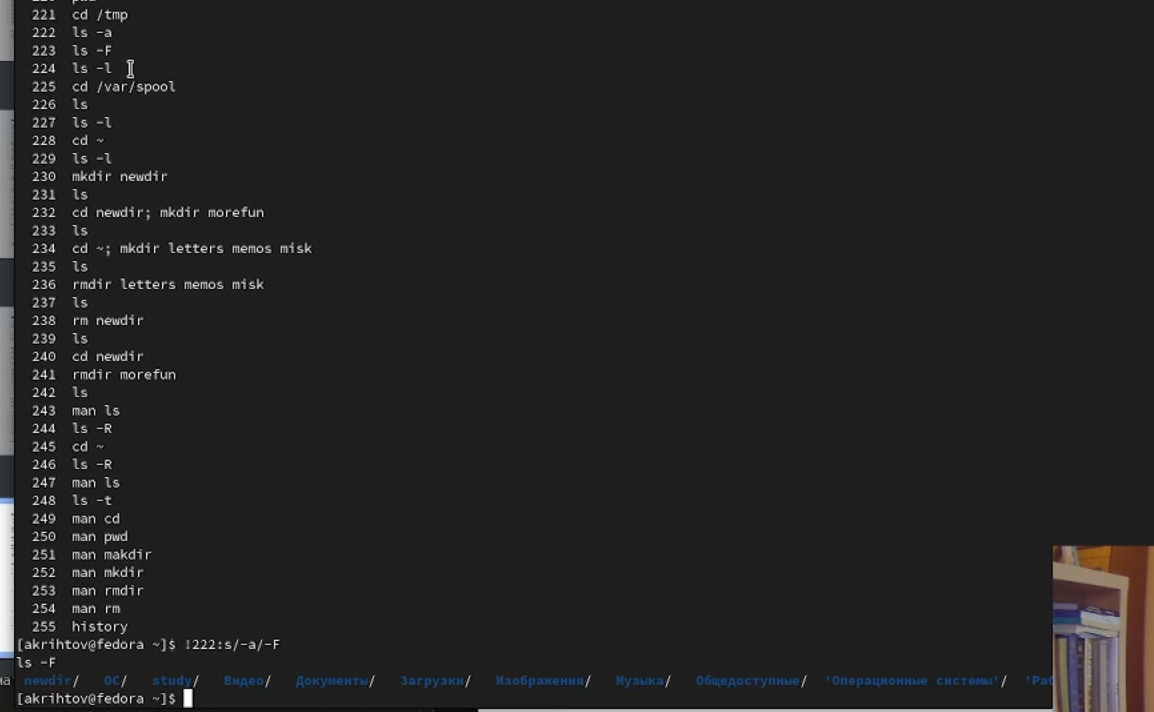 221 cd /tmp
222 ls -a
223 ls -F
224 ls -l
225 cd /var/spool
226 ls
227 ls -l
228 cd ~
229 ls -l
230 mkdir newdir
231 ls
232 cd newdir; mkdir morefun
233 ls
234 cd ~; mkdir letters memos misk
235 ls
236 rmdir letters memos misk
237 ls
238 rm newdir
239 ls
240 cd newdir
241 rmdir morefun
242 ls
243 man ls
244 ls -R
245 cd ~
246 ls -R
247 man ls
248 ls -t
249 man cd
250 man pwd
251 man makdir
252 man mkdir
253 man rmdir
254 man rm
255 history
[akrihtov@fedora ~]$ !222:s/-a/-F
ls -F
newdir/ ОС/ study/ Видео/ Документы/ Загрузки/ Изображения/ Музыка/ Общедоступные/ 'Операционные системы'/
[akrihtov@fedora ~]$